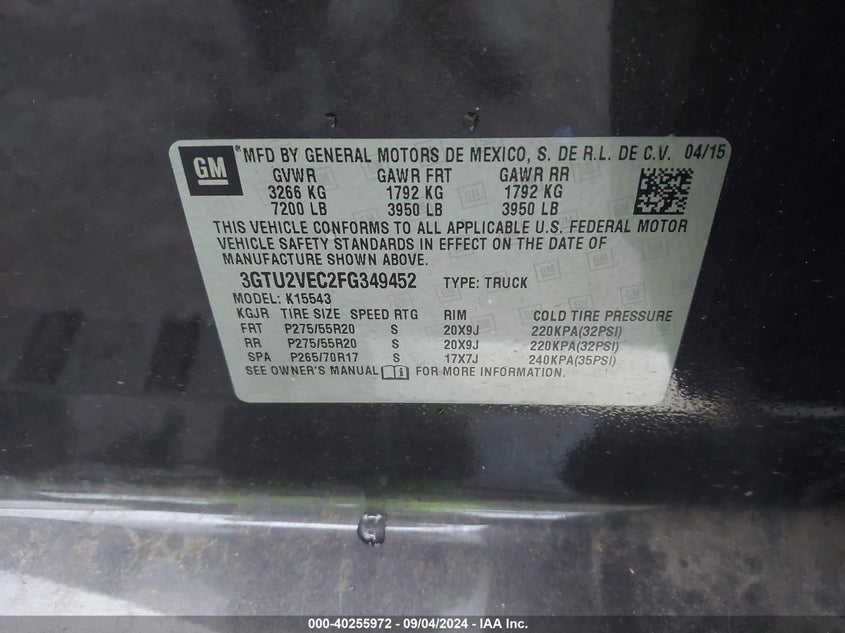 GM ® MFD BY GENERAL MOTORS DE MEXICO, S. DE R.L. DE C.V. 04/15
GVWR GAWR FRT GAWR RR
3266 KG 1792 KG 1792 KG
7200 LB 3950 LB 3950 LB
THIS VEHICLE CONFORMS TO ALL APPLICABLE U.S. FEDERAL MOTOR
VEHICLE SAFETY STANDARDS IN EFFECT ON THE DATE OF
MANUFACTURE SHOWN ABOVE.
3GTU2VEC2FG349452 TYPE: TRUCK
MODEL: K15543
KGJR TIRE SIZE SPEED RTG RIM COLD TIRE PRESSURE
FRT P275/55R20 S 20X9J 220KPA(32PSI)
RR P275/55R20 S 20X9J 220KPA(32PSI)
SPA P265/70R17 S 17X7J 240KPA(35PSI)
SEE OWNER'S MANUAL FOR MORE INFORMATION.
000-40255972 - 09/04/2024 - IAA Inc.